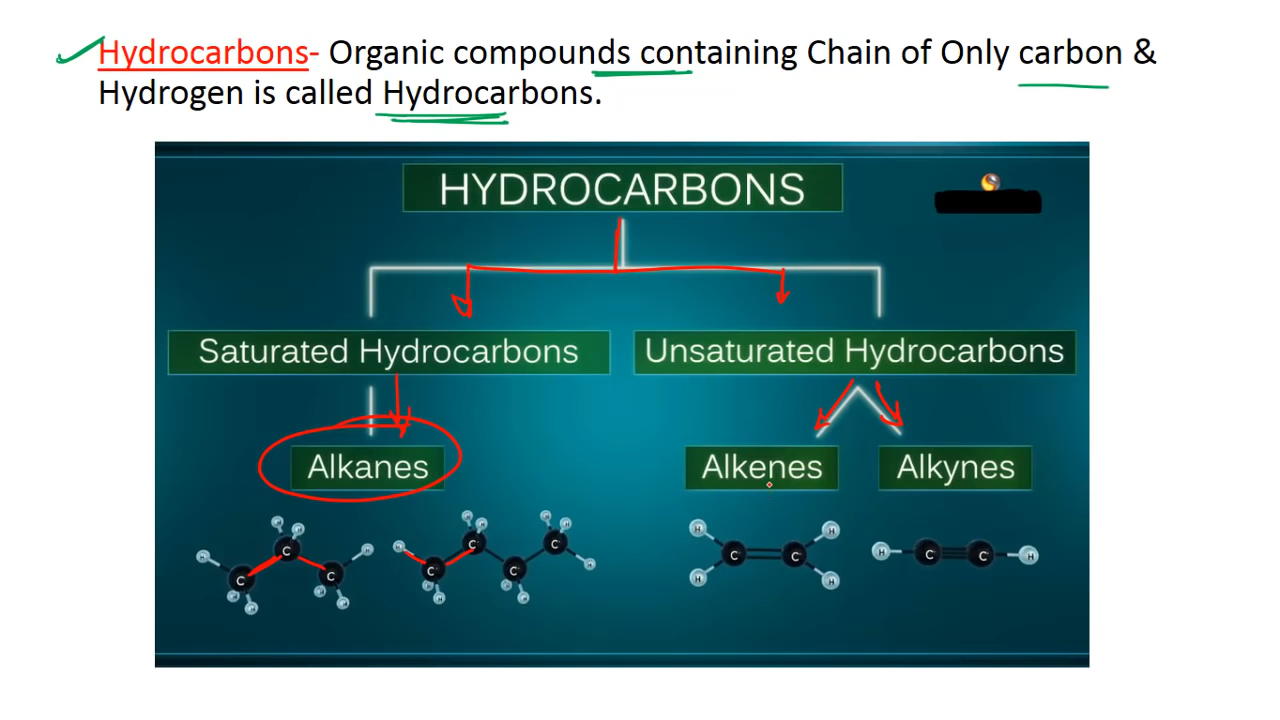 Hydrocarbons- Organic compounds containing Chain of Only carbon &
Hydrogen is called Hydrocarbons.
HYDROCARBONS
Saturated Hydrocarbons Unsaturated Hydrocarbons
Alkanes Alkenes Alkynes
H H H H H H H H
H H H H C C H C C H
C C C C C C H H
C H H H H H H
H H H